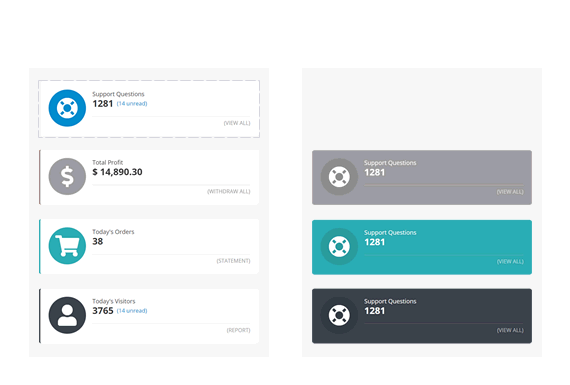 Support Questions
1281 (14 unread)
(VIEW ALL)
Total Profit
$ 14,890.30
(WITHDRAW ALL)
Today's Orders
38
(STATEMENT)
Today's Visitors
3765 (14 unread)
(REPORT)
Support Questions
1281
(VIEW ALL)
Support Questions
1281
(VIEW ALL)
Support Questions
1281
(VIEW ALL)